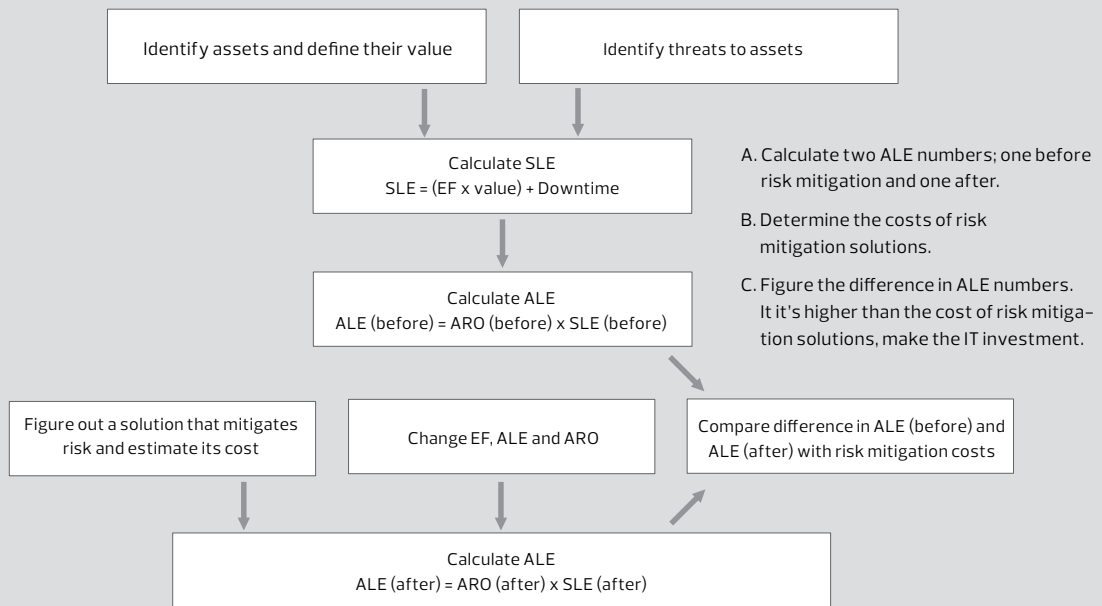 Identify assets and define their value
Identify threats to assets
Calculate SLE
SLE = (EF x value) + Downtime
A. Calculate two ALE numbers; one before
risk mitigation and one after.
B. Determine the costs of risk
mitigation solutions.
C. Figure the difference in ALE numbers.
It it's higher than the cost of risk mitiga-
tion solutions, make the IT investment.
Calculate ALE
ALE (before) = ARO (before) x SLE (before)
Figure out a solution that mitigates
risk and estimate its cost
Change EF, ALE and ARO
Compare difference in ALE (before) and
ALE (after) with risk mitigation costs
Calculate ALE
ALE (after) = ARO (after) x SLE (after)